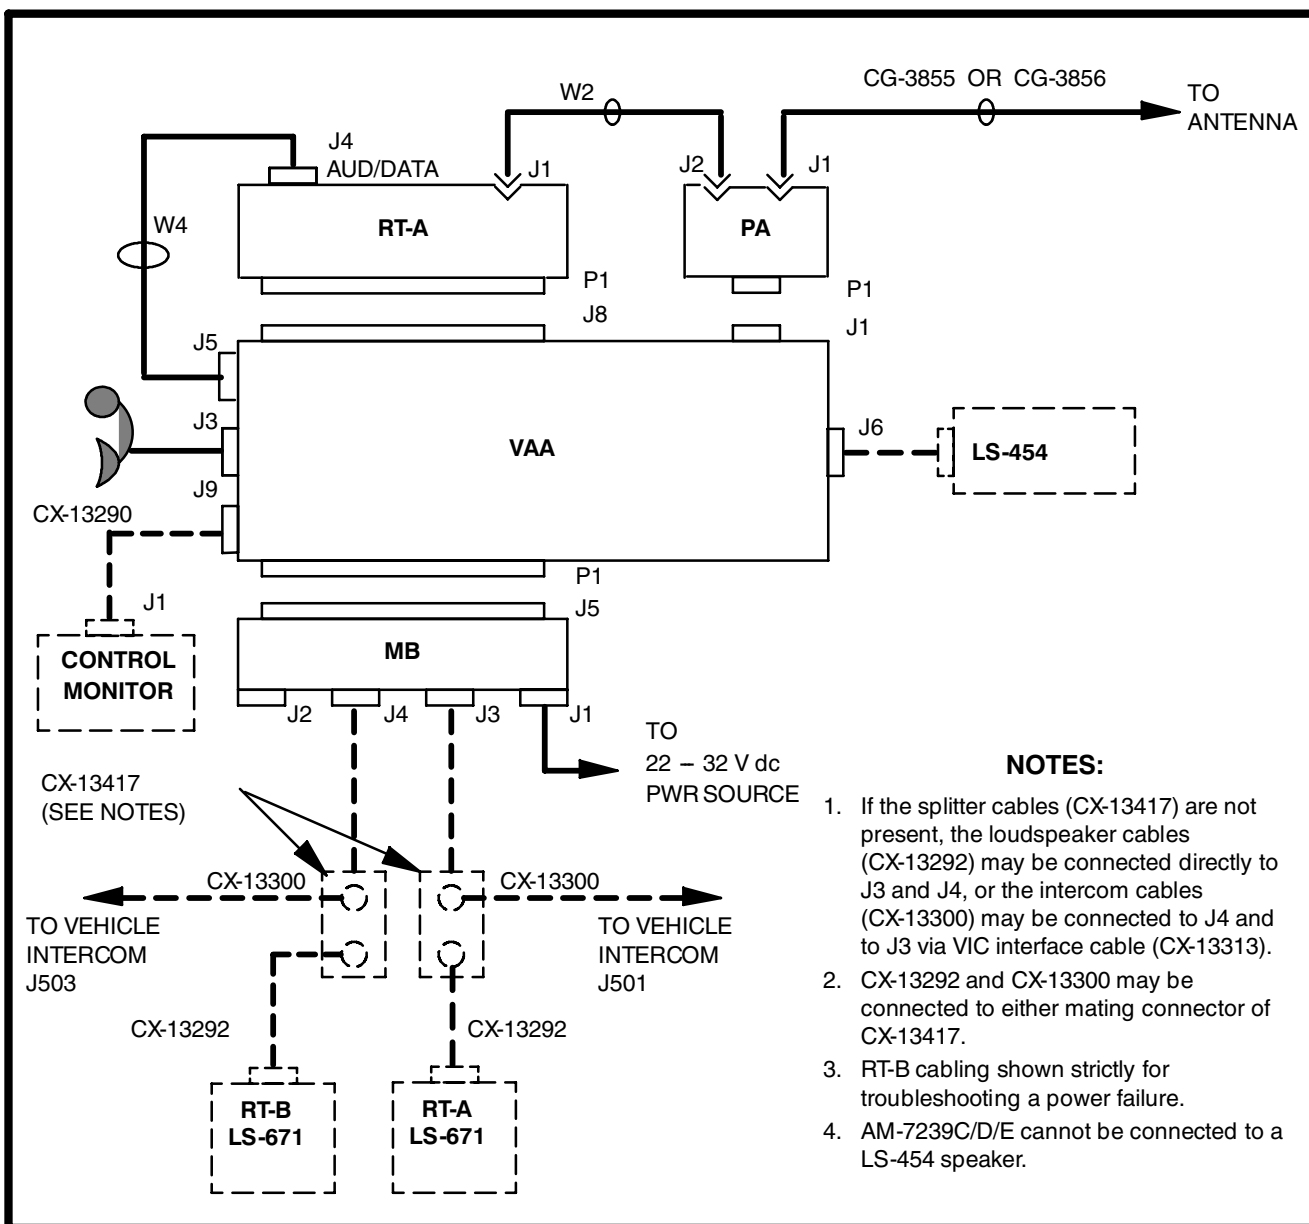 CG-3855 OR CG-3856
W2
TO
ANTENNA
J4
AUD/DATA
J1
J2
J1
W4
RT-A
PA
P1
P1
J8
J1
J5
J3
J6
VAA
LS-454
J9
CX-13290
P1
J1
J5
CONTROL
MONITOR
MB
J2
J4
J3
J1
TO
22 – 32 V dc
PWR SOURCE
CX-13417
(SEE NOTES)
CX-13300
CX-13300
TO VEHICLE
INTERCOM
J503
TO VEHICLE
INTERCOM
J501
CX-13292
CX-13292
RT-B
LS-671
RT-A
LS-671
NOTES:
1. If the splitter cables (CX-13417) are not
present, the loudspeaker cables
(CX-13292) may be connected directly to
J3 and J4, or the intercom cables
(CX-13300) may be connected to J4 and
to J3 via VIC interface cable (CX-13313).
2. CX-13292 and CX-13300 may be
connected to either mating connector of
CX-13417.
3. RT-B cabling shown strictly for
troubleshooting a power failure.
4. AM-7239C/D/E cannot be connected to a
LS-454 speaker.